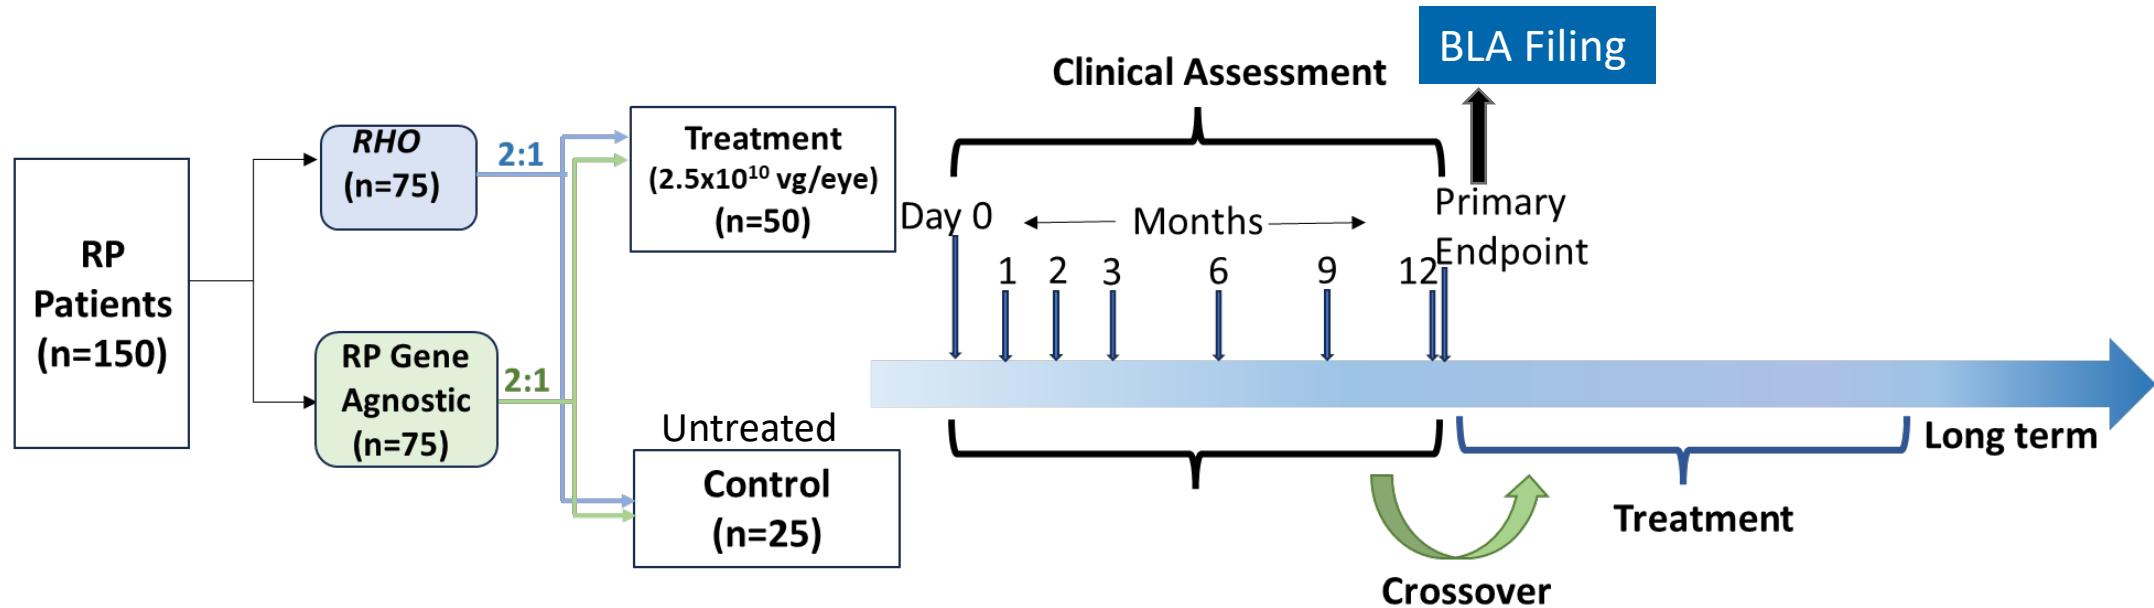 RP
Patients
(n=150)
RHO
(n=75)
2:1
RP Gene
Agnostic
(n=75)
2:1
Treatment
(2.5x10¹⁰ vg/eye)
(n=50)
Untreated
Control
(n=25)
Clinical Assessment
BLA Filing
Day 0
Months
Primary
Endpoint
1 2 3 6 9 12
Long term
Treatment
Crossover